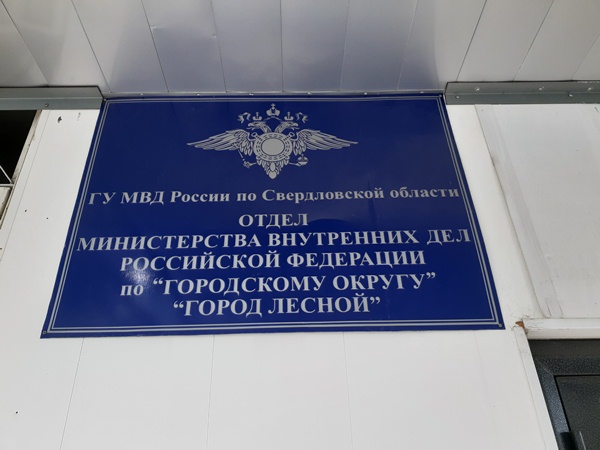 ГУ МВД России по Свердловской области
ОТДЕЛ
МИНИСТЕРСТВА ВНУТРЕННИХ ДЕЛ
РОССИЙСКОЙ ФЕДЕРАЦИИ
по “ГОРОДСКОМУ ОКРУГУ”
“ГОРОД ЛЕСНОЙ”